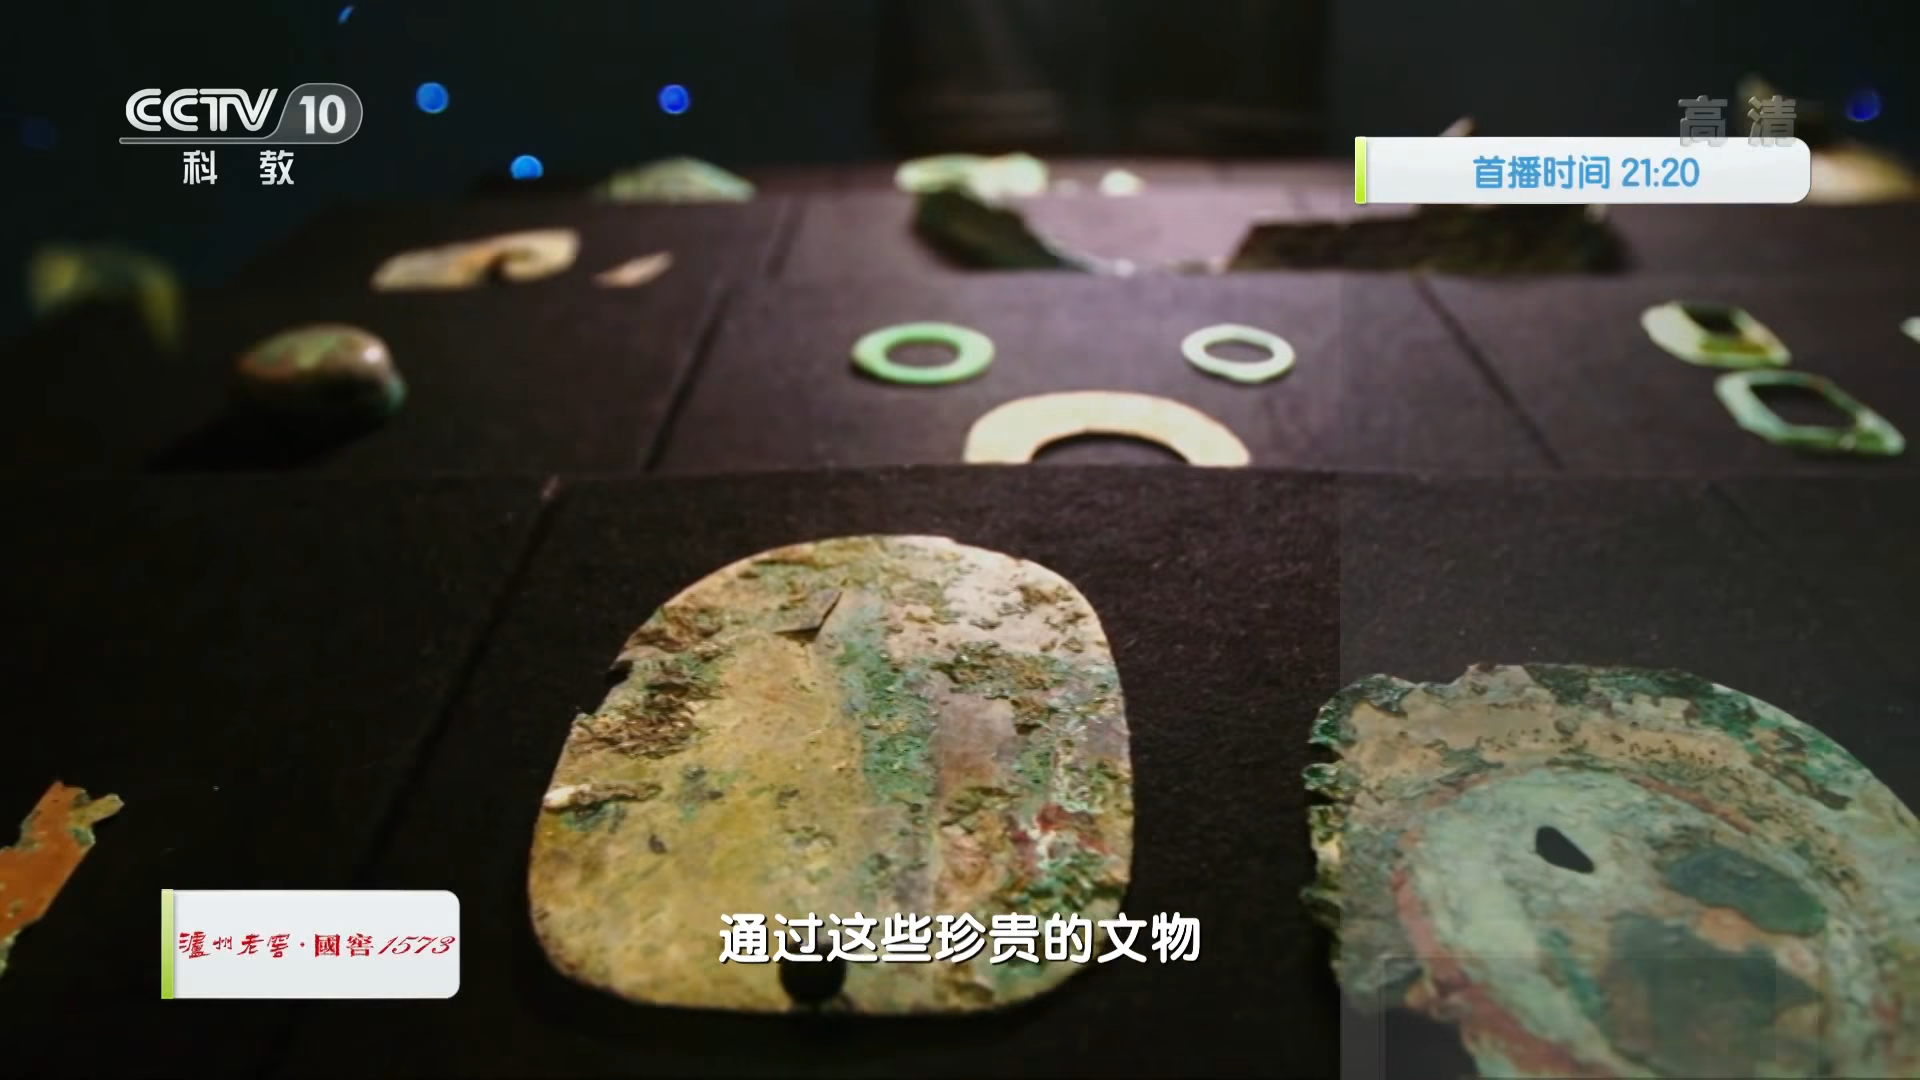 CCTV 10
科 教
高 清
首播时间 21:20
泸州老窖·國窖1573
通过这些珍贵的文物